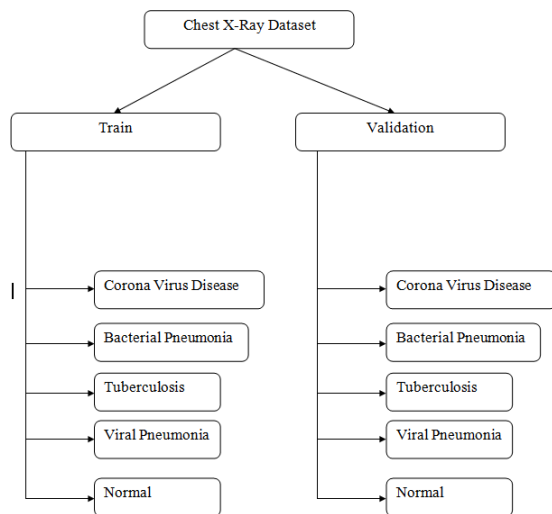 Chest X-Ray Dataset
Train
Validation
Corona Virus Disease
Bacterial Pneumonia
Tuberculosis
Viral Pneumonia
Normal
Corona Virus Disease
Bacterial Pneumonia
Tuberculosis
Viral Pneumonia
Normal